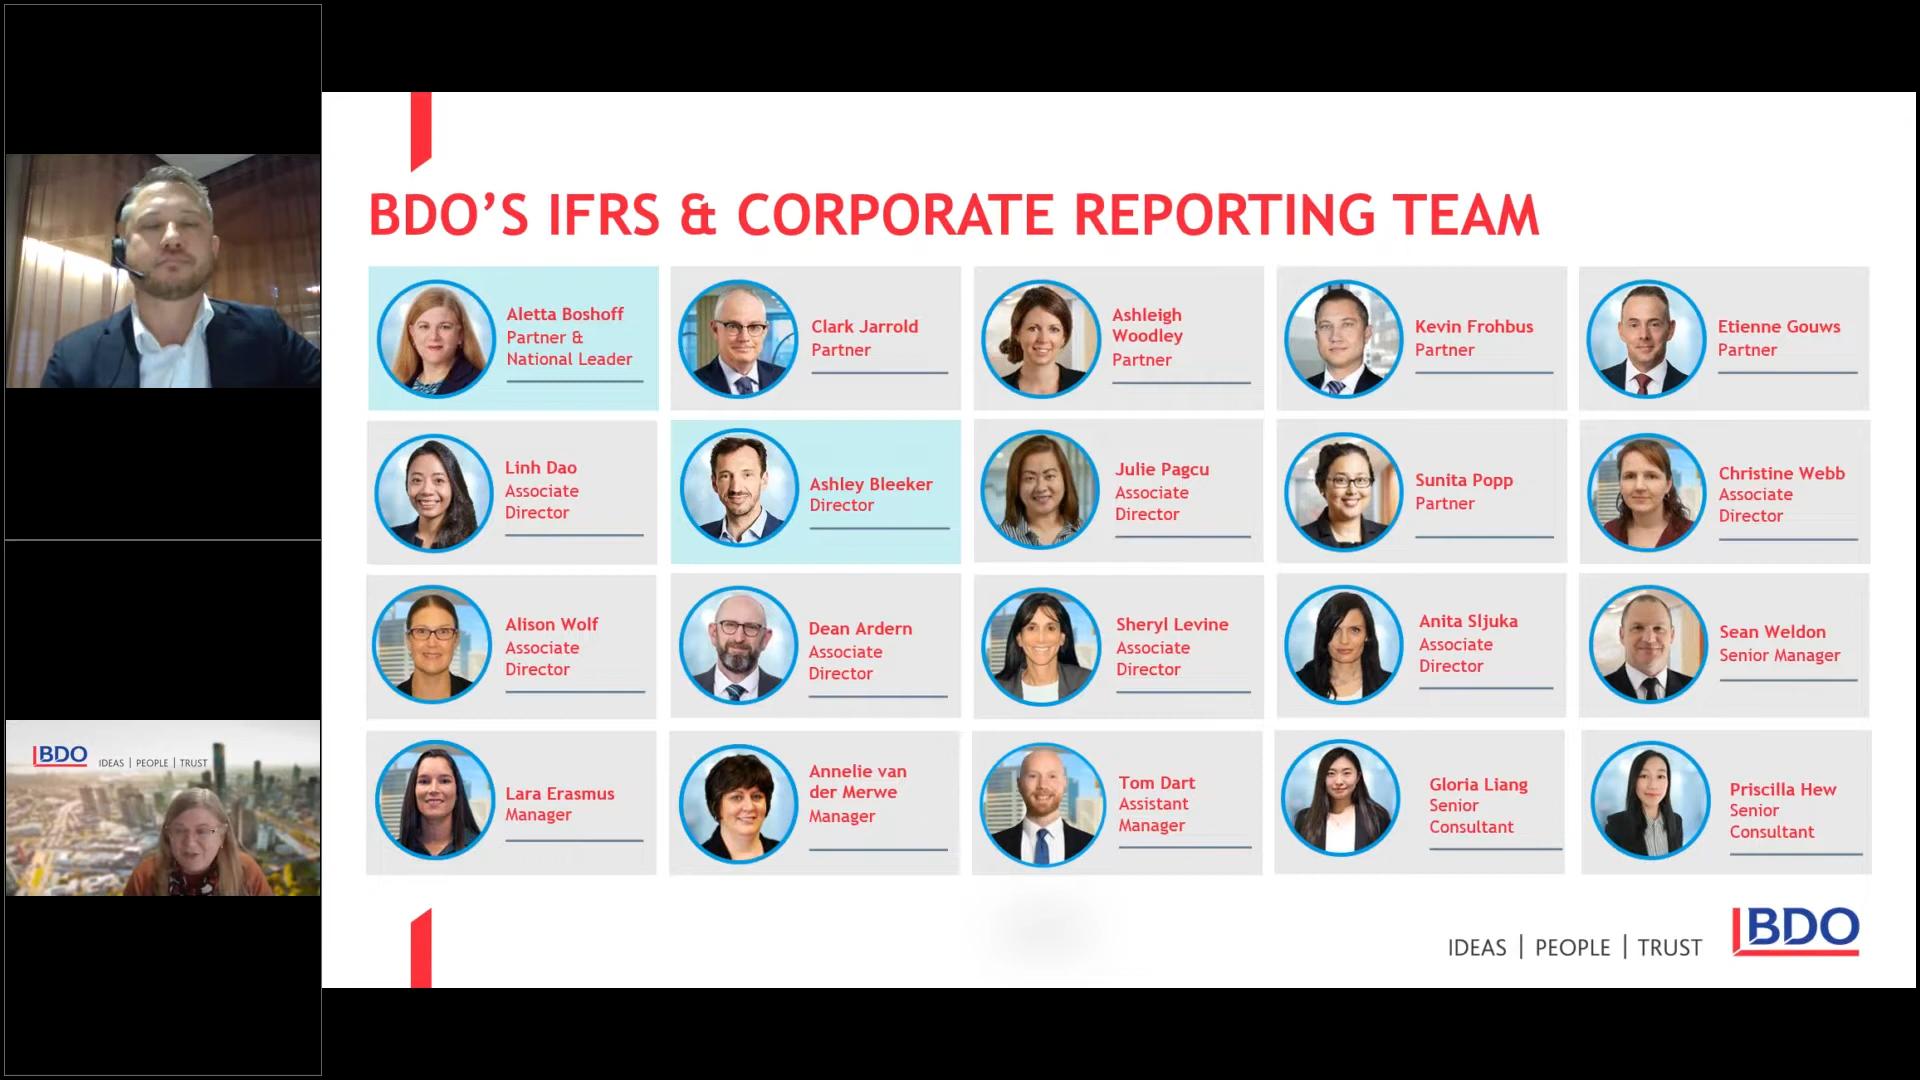 BDO
IDEAS | PEOPLE | TRUST
BDO'S IFRS & CORPORATE REPORTING TEAM
Aletta Boshoff
Partner &
National Leader
Clark Jarrold
Partner
Ashleigh
Woodley
Partner
Kevin Frohbus
Partner
Etienne Gouws
Partner
Linh Dao
Associate
Director
Ashley Bleeker
Director
Julie Pagcu
Associate
Director
Sunita Popp
Partner
Christine Webb
Associate
Director
Alison Wolf
Associate
Director
Dean Ardern
Associate
Director
Sheryl Levine
Associate
Director
Anita Sljuka
Associate
Director
Sean Weldon
Senior Manager
Lara Erasmus
Manager
Annelie van
der Merwe
Manager
Tom Dart
Assistant
Manager
Gloria Liang
Senior
Consultant
Priscilla Hew
Senior
Consultant
IDEAS | PEOPLE | TRUST
BDO